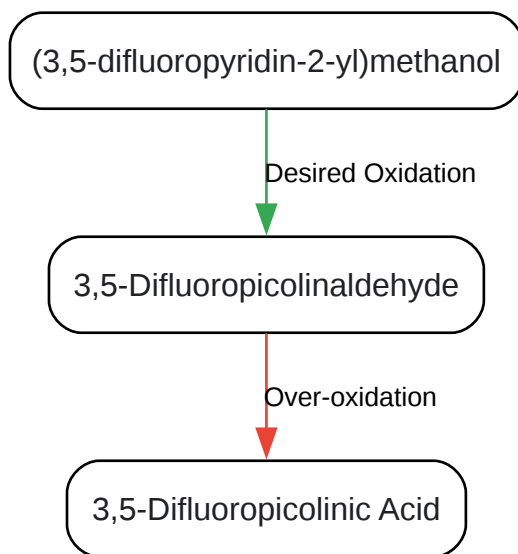 (3,5-difluoropyridin-2-yl)methanol
Desired Oxidation
3,5-Difluoropicolinaldehyde
Over-oxidation
3,5-Difluoropicolinic Acid